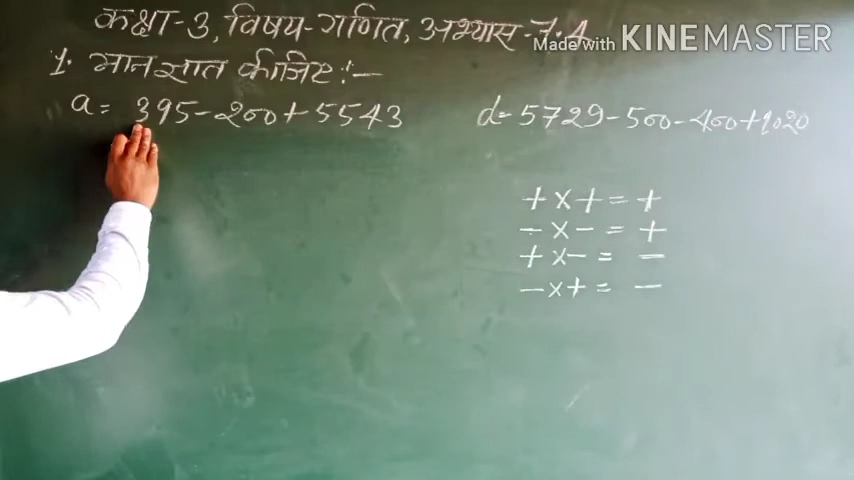 कक्षा-3, विषय-गणित, अभ्यास-7.4
Made with KINEMASTER
1. मान ज्ञात कीजिए:-
a = 395-200+5543
d= 5729-500-400+1020
+ x + = +
- x - = +
+ x - = -
- x + = -